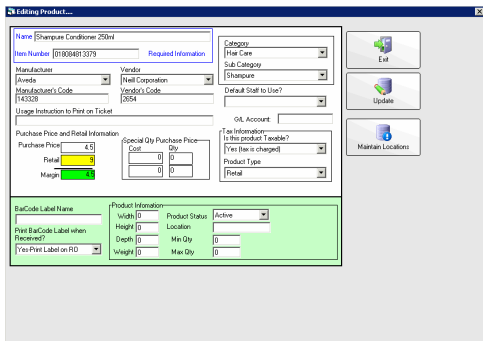 Editing Product....
Name Shampure Conditioner 250ml
Item Number 018084813379 Required Information
Manufacturer Vendor
Aveda Neill Corporation
Manufacturer's Code Vendor's Code
143328 2654
Usage Instruction to Print on Ticket
Category
Hair Care
Sub Category
Shampure
Default Staff to Use?
G/L Account:
Exit
Update
Maintain Locations
Purchase Price and Retail Information
Purchase Price 4.5
Retail 9
Margin 4.5
Special Qty Purchase Price
Cost Qty
0 0
0 0
Tax Information
Is this product Taxable?
Yes (tax is charged)
Product Type
Retail
BarCode Label Name
Print BarCode Label when
Received?
Yes-Print Label on RO
Product Infomation
Width 0 Product Status Active
Height 0 Location
Depth 0 Min Qty 0
Weight 0 Max Qty 0